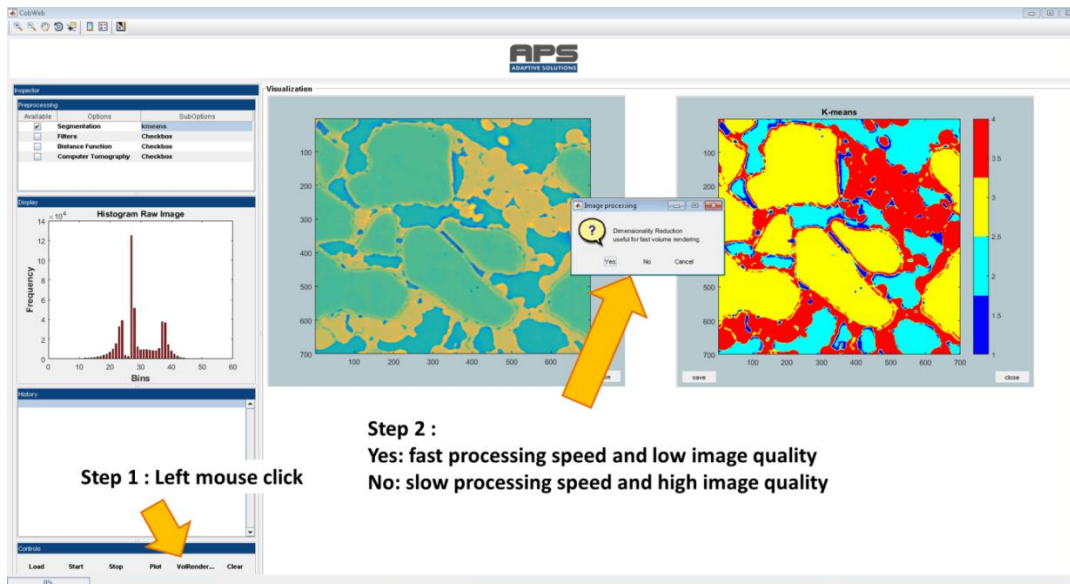 CobWeb
APS
ADAPTIVE SOLUTIONS
Inspector
Preprocessing
Available Options SubOptions
Segmentation kmeans
Filters Checkbox
Distance Function Checkbox
Computer Tomography Checkbox
Display
Histogram Raw Image
×10⁴
14
12
10
8
6
4
2
0
Frequency
0 10 20 30 40 50 60
Bins
History
Step 1 : Left mouse click
Controls
Load Start Stop Plot VolRender... Clear
0%
Visualization
100
200
300
400
500
600
700
100 200 300 400 500 600
Image processing
?
Dimensionality Reduction
useful for fast volume rendering
Yes No Cancel
K-means
100
200
300
400
500
600
700
100 200 300 400 500 600 700
4
3.5
3
2.5
2
1.5
1
save close
Step 2 :
Yes: fast processing speed and low image quality
No: slow processing speed and high image quality